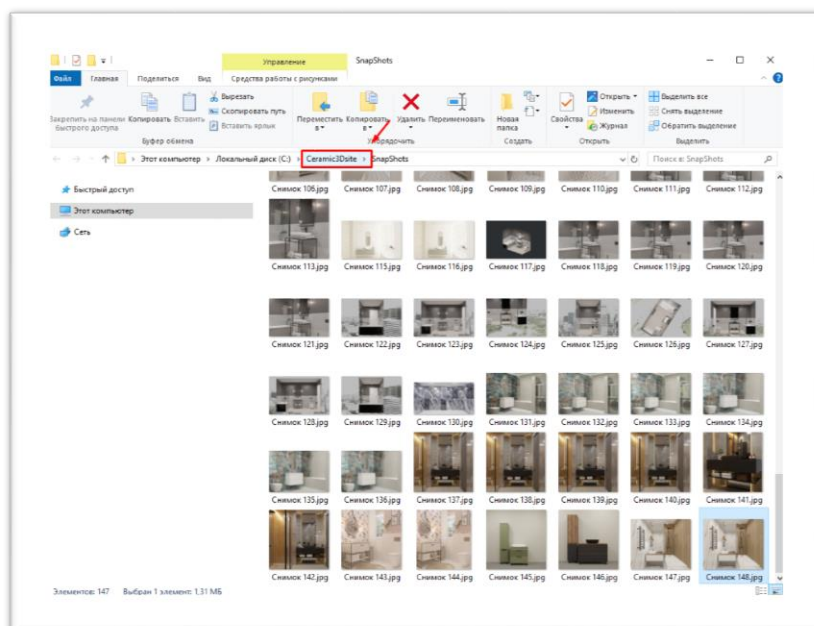 Управление
SnapShots
Файл Главная Поделиться Вид Средства работы с рисунками
Закрепить на панели быстрого доступа
Копировать
Вставить
Вырезать
Скопировать путь
Вставить ярлык
Буфер обмена
Переместить в
Копировать в
Удалить
Переименовать
Упорядочить
Новая папка
Создать
Свойства
Открыть
Изменить
Журнал
Открыть
Выделить все
Снять выделение
Обратить выделение
Выделить
Этот компьютер > Локальный диск (C:) > Ceramic3Dsite > SnapShots
Поиск в: SnapShots
Быстрый доступ
Этот компьютер
Сеть
Снимок 106.jpg Снимок 107.jpg Снимок 108.jpg Снимок 109.jpg Снимок 110.jpg Снимок 111.jpg Снимок 112.jpg
Снимок 113.jpg Снимок 115.jpg Снимок 116.jpg Снимок 117.jpg Снимок 118.jpg Снимок 119.jpg Снимок 120.jpg
Снимок 121.jpg Снимок 122.jpg Снимок 123.jpg Снимок 124.jpg Снимок 125.jpg Снимок 126.jpg Снимок 127.jpg
Снимок 128.jpg Снимок 129.jpg Снимок 130.jpg Снимок 131.jpg Снимок 132.jpg Снимок 133.jpg Снимок 134.jpg
Снимок 135.jpg Снимок 136.jpg Снимок 137.jpg Снимок 138.jpg Снимок 139.jpg Снимок 140.jpg Снимок 141.jpg
Снимок 142.jpg Снимок 143.jpg Снимок 144.jpg Снимок 145.jpg Снимок 146.jpg Снимок 147.jpg Снимок 148.jpg
Элементов: 147 Выбран 1 элемент: 1,31 МБ